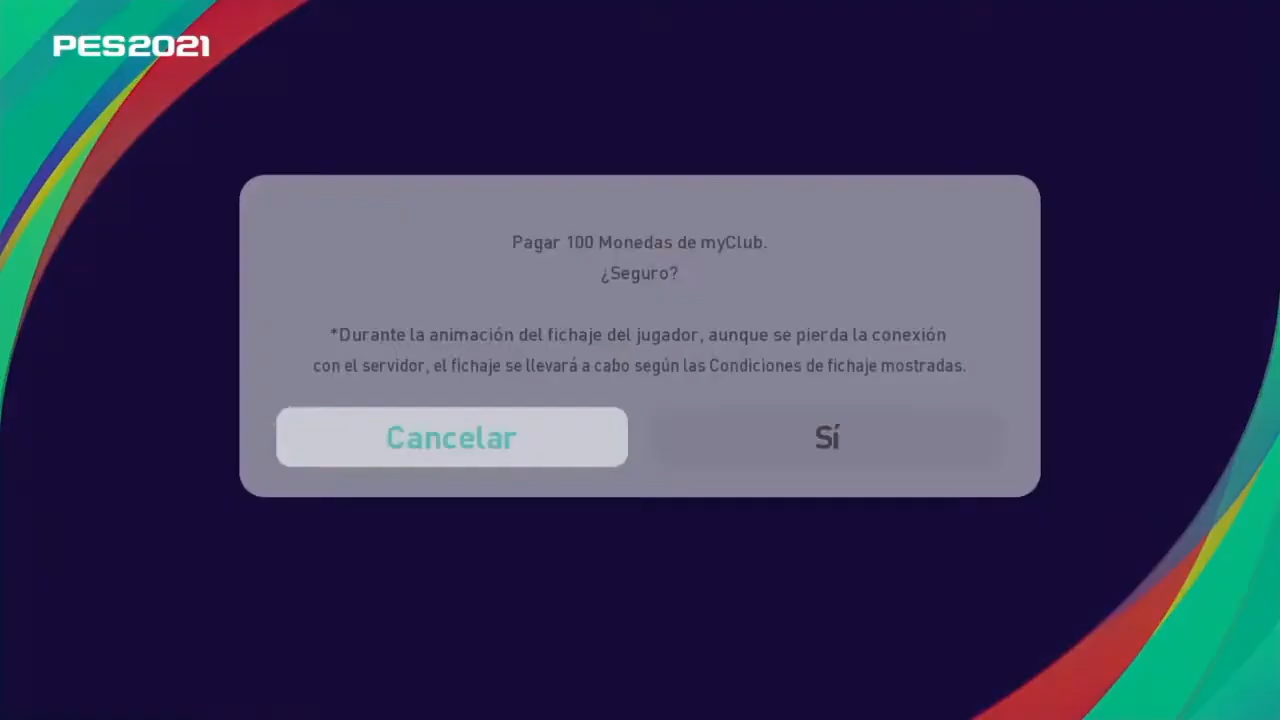 PES2021
Pagar 100 Monedas de myClub.
¿Seguro?
*Durante la animación del fichaje del jugador, aunque se pierda la conexión
con el servidor, el fichaje se llevará a cabo según las Condiciones de fichaje mostradas.
Cancelar
Sí